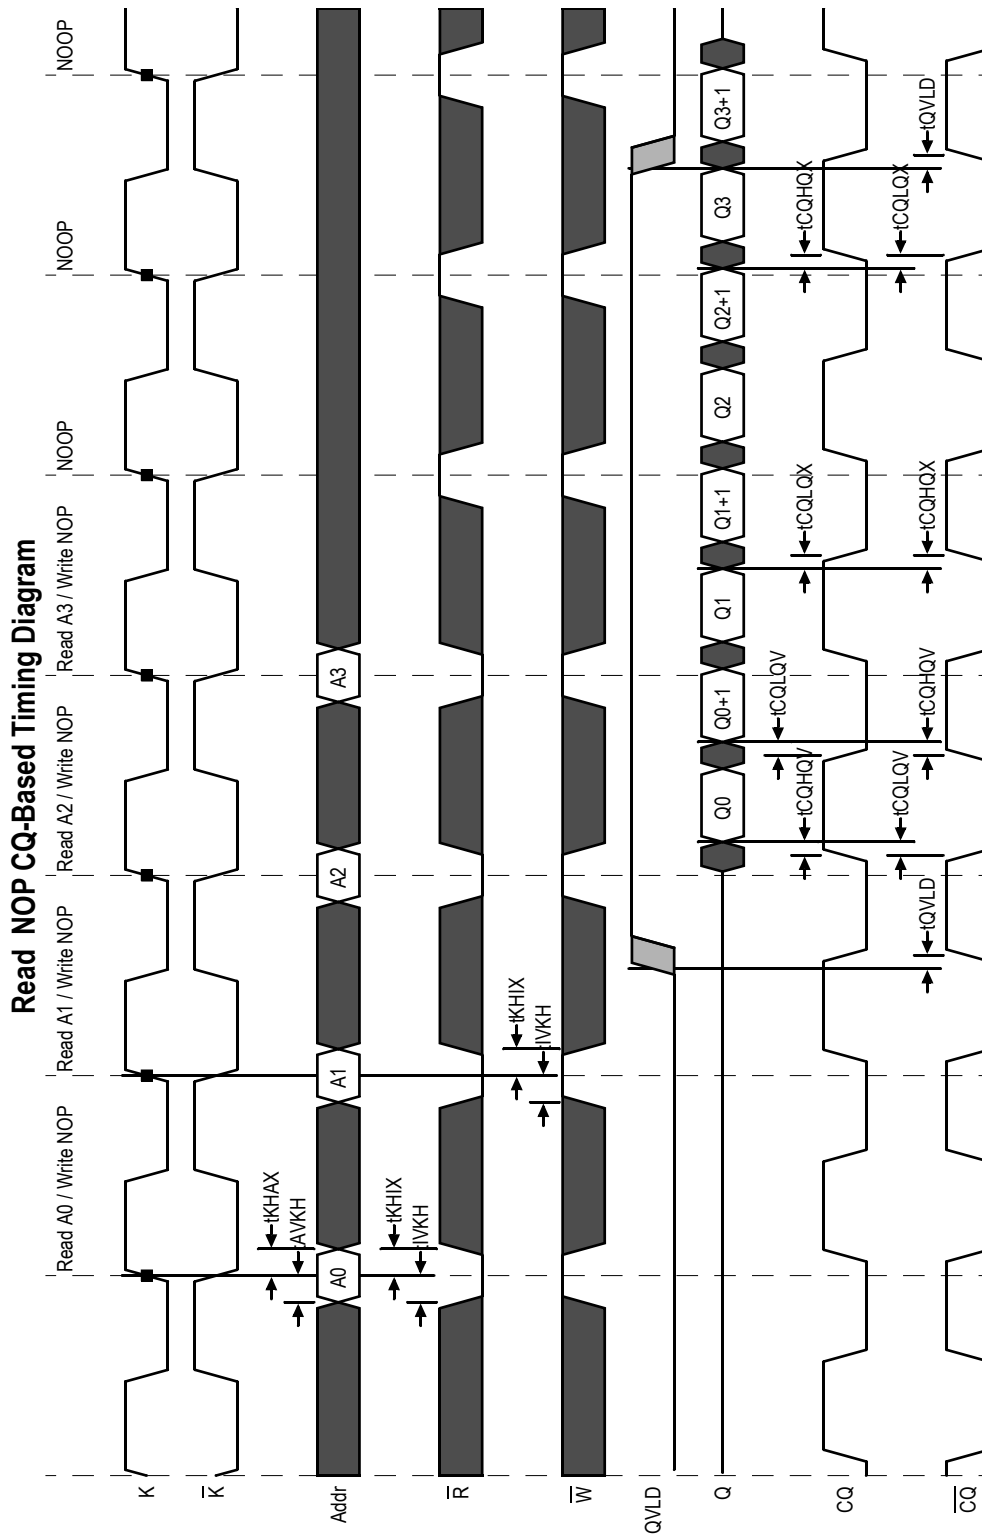 Read NOP CQ-Based Timing Diagram
Read A0 / Write NOP
Read A1 / Write NOP
Read A2 / Write NOP
Read A3 / Write NOP
NOOP
NOOP
NOOP
K
K̅
tKHAX
tAVKH
Addr
A0
A1
A2
A3
tKHIX
tIVKH
R̅
tKHIX
tIVKH
W̅
QVLD
Q
Q0
Q0+1
Q1
Q1+1
Q2
Q2+1
Q3
Q3+1
tCQLQV
tCQHQV
tCQLQX
tCQHQX
CQ
tCQLQV
tCQLQX
tQVLD
tCQHQV
tCQHQX
tQVLD
C̅Q̅